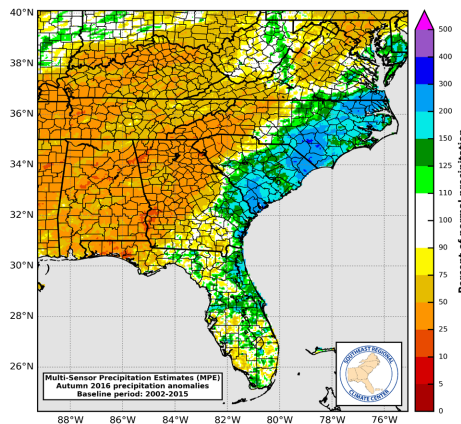 40°N
38°N
36°N
34°N
32°N
30°N
28°N
26°N
88°W
86°W
84°W
82°W
80°W
78°W
76°W
500
400
300
200
150
125
110
100
90
75
50
25
10
5
0
Percent of normal precipitation
Multi-Sensor Precipitation Estimates (MPE)
Autumn 2016 precipitation anomalies
Baseline period: 2002-2015
SOUTHEAST REGIONAL
CLIMATE CENTER